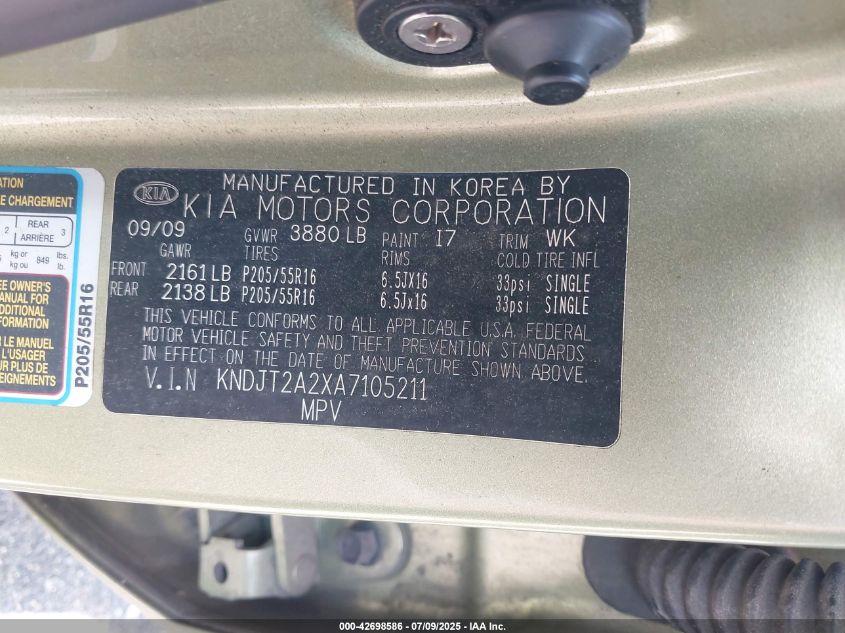 ATION
E CHARGEMENT
2 REAR 3
ARRIÈRE
kg or 849 lbs.
kg ou lb.
EE OWNER'S
ANUAL FOR
ADDITIONAL
FORMATION
LE MANUEL
L'USAGER
OUR PLUS DE
EIGNEMENTS
P205/55R16
KIA
MANUFACTURED IN KOREA BY
KIA MOTORS CORPORATION
09/09 GVWR 3880 LB PAINT I7 TRIM WK
GAWR TIRES RIMS COLD TIRE INFL
FRONT 2161 LB P205/55R16 6.5JX16 33psi SINGLE
REAR 2138 LB P205/55R16 6.5Jx16 33psi SINGLE
THIS VEHICLE CONFORMS TO ALL APPLICABLE U.S.A. FEDERAL
MOTOR VEHICLE SAFETY AND THEFT PREVENTION STANDARDS
IN EFFECT ON THE DATE OF MANUFACTURE SHOWN ABOVE.
V.I.N KNDJT2A2XA7105211
MPV
000-42698586 - 07/09/2025 - IAA Inc.